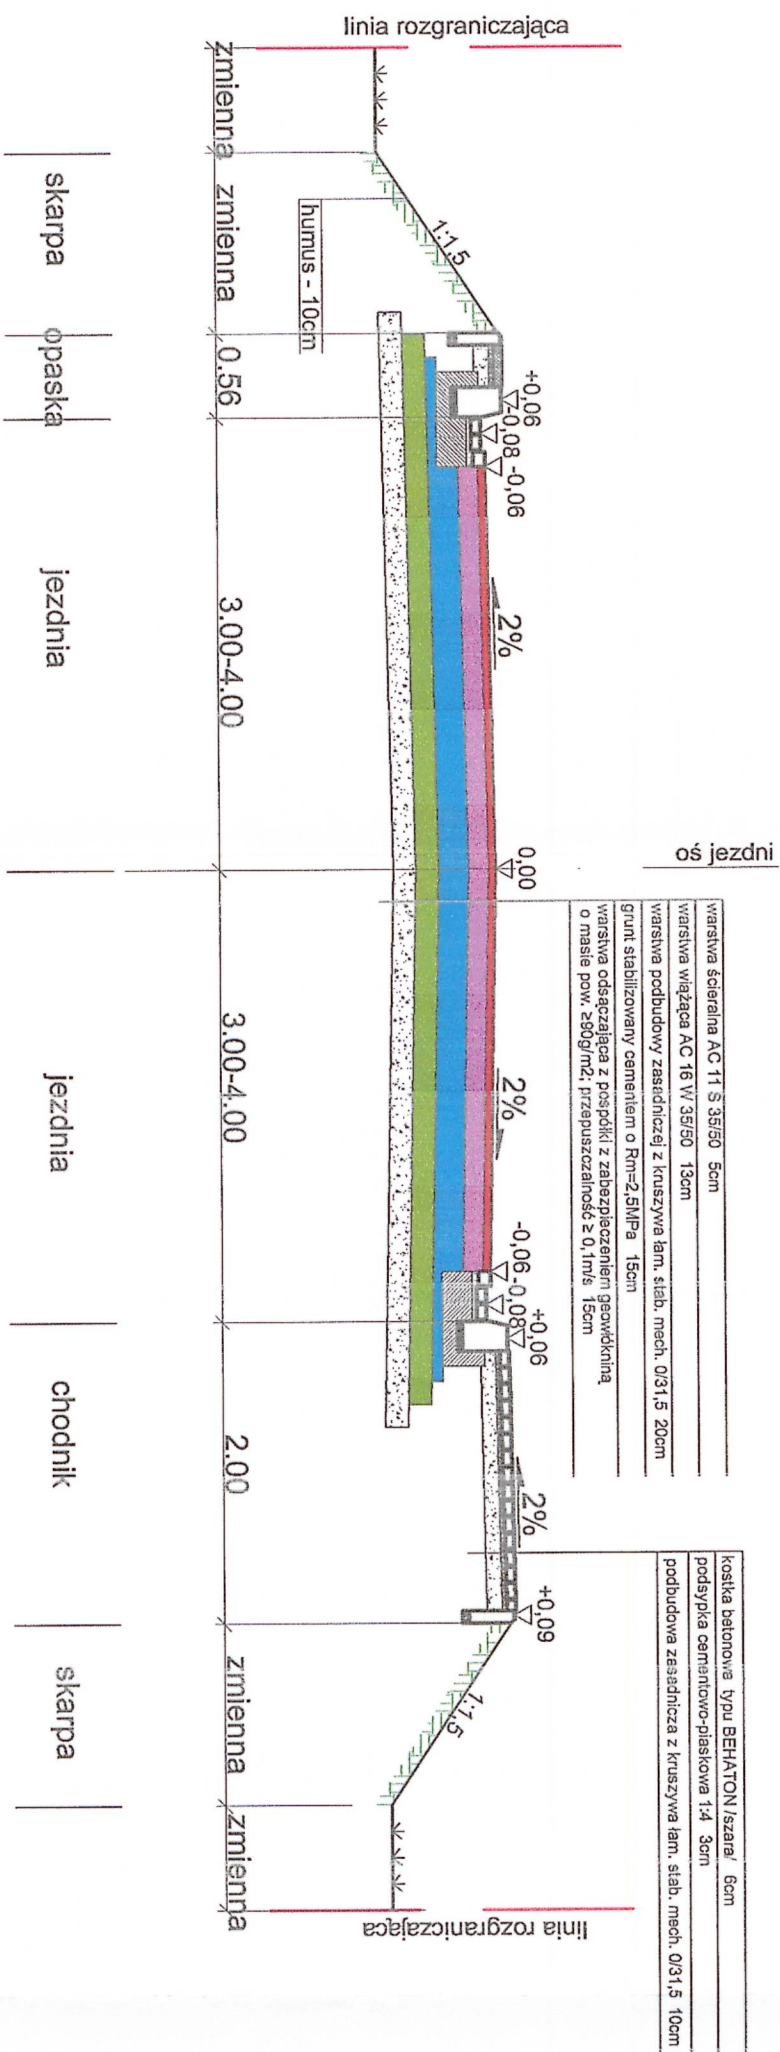 linia rozgraniczająca
oś jezdni
linia rozgraniczająca
warstwa ścieralna AC 11 S 35/50 5cm
warstwa wiążąca AC 16 W 35/50 13cm
warstwa podbudowy zasadniczej z kruszywa łam. stab. mech. 0/31,5 20cm
grunt stabilizowany cementem o Rm=2,5MPa 15cm
warstwa odsączająca z pospółki z zabezpieczeniem geowłókniną
o masie pow. ≥90g/m2; przepuszczalność ≥ 0,1m/s 15cm
kostka betonowa typu BEHATON /szara/ 6cm
podsypka cementowo-piaskowa 1:4 3cm
podbudowa zasadnicza z kruszywa łam. stab. mech. 0/31,5 10cm
1:1,5
+0,06
-0,08
-0,06
2%
0,00
2%
-0,06
-0,08
+0,06
2%
+0,09
1:1,5
humus - 10cm
zmienna
zmienna
0.56
3.00-4.00
3.00-4.00
2.00
zmienna
zmienna
skarpa
opaska
jezdnia
jezdnia
chodnik
skarpa